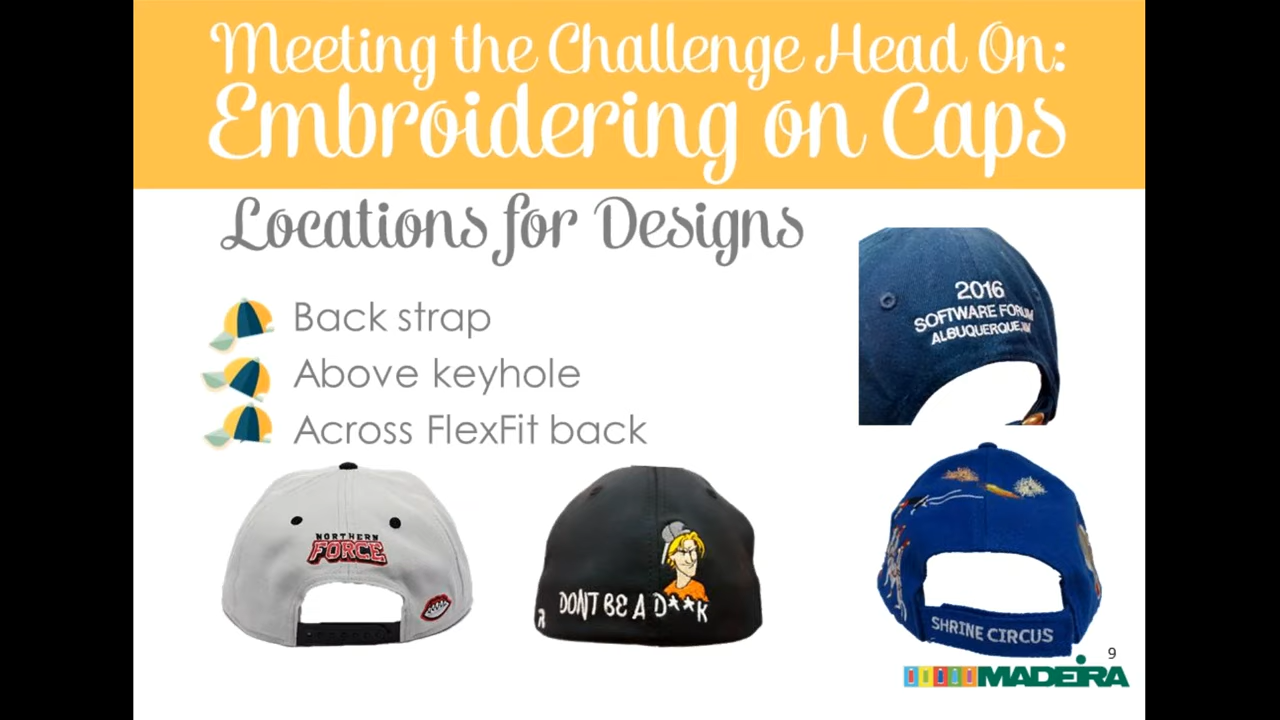 Meeting the Challenge Head On:
Embroidering on Caps
Locations for Designs
Back strap
Above keyhole
Across FlexFit back
2016
SOFTWARE FORUM
ALBUQUERQUE, NM
NORTHERN
FORCE
DON'T BE A D**K
SHRINE CIRCUS
9
MADEIRA